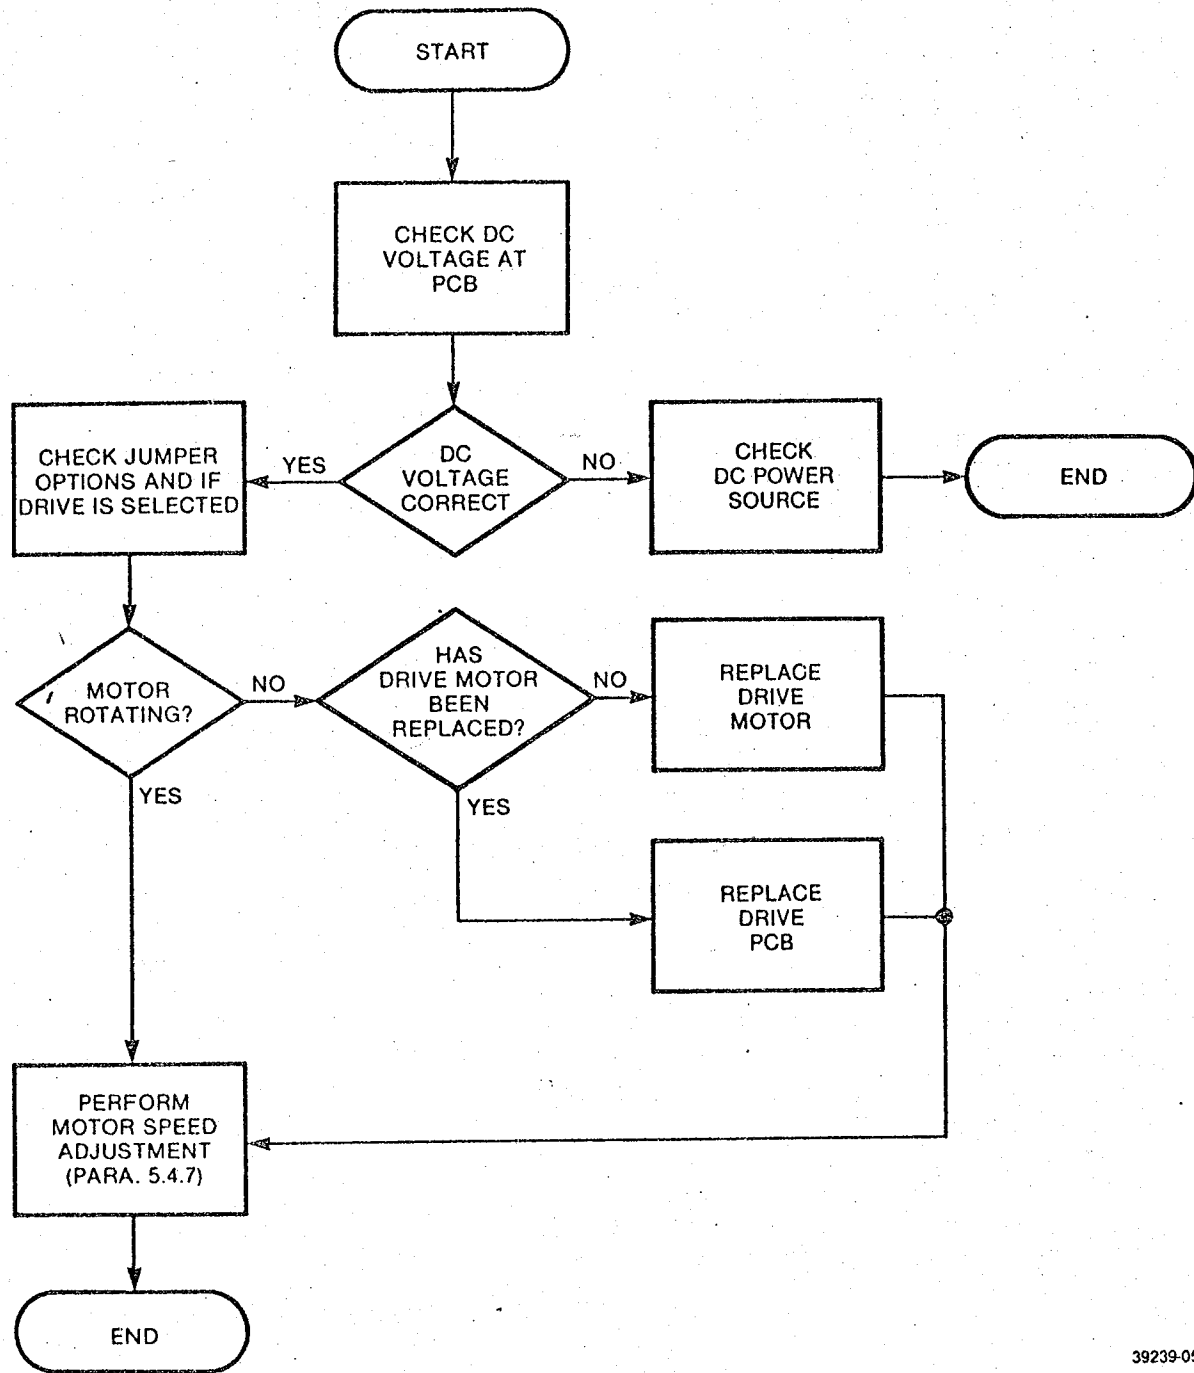 START
CHECK DC
VOLTAGE AT
PCB
CHECK JUMPER
OPTIONS AND IF
DRIVE IS SELECTED
YES
DC
VOLTAGE
CORRECT
NO
CHECK
DC POWER
SOURCE
END
MOTOR
ROTATING?
NO
HAS
DRIVE MOTOR
BEEN
REPLACED?
NO
REPLACE
DRIVE
MOTOR
YES
YES
REPLACE
DRIVE
PCB
PERFORM
MOTOR SPEED
ADJUSTMENT
(PARA. 5.4.7)
END